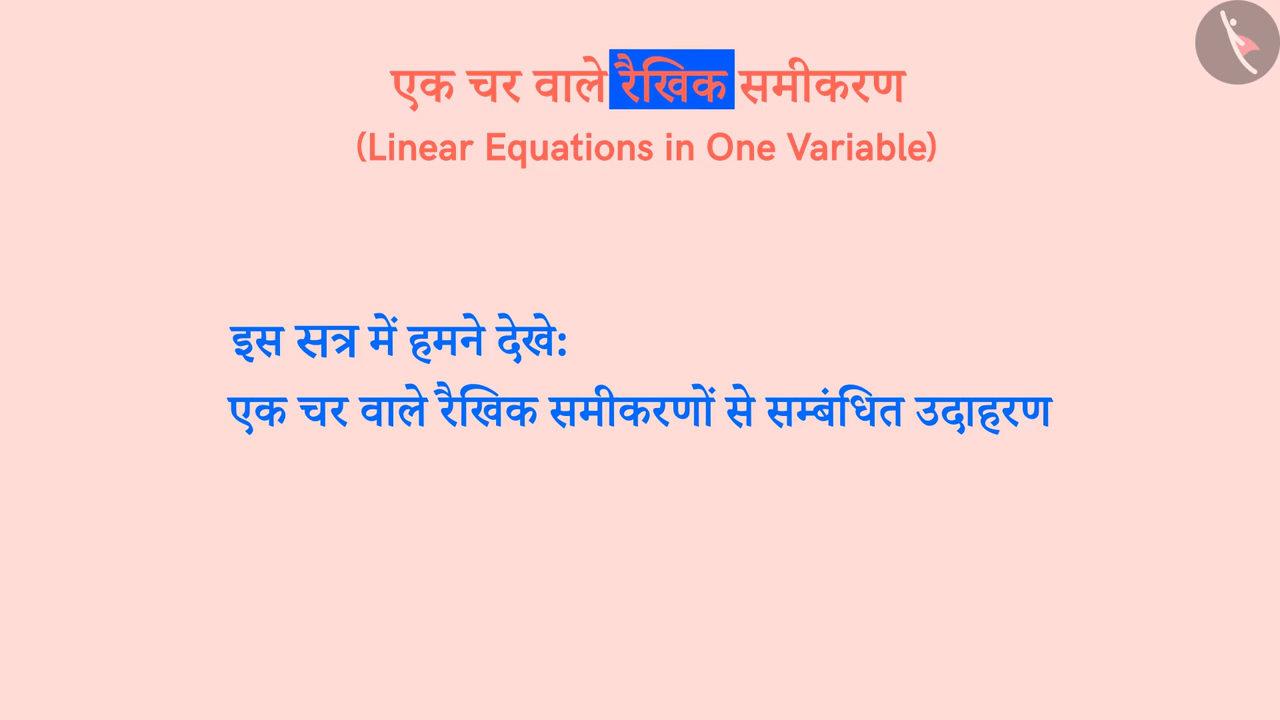 एक चर वाले रैखिक समीकरण
(Linear Equations in One Variable)
इस सत्र में हमने देखे:
एक चर वाले रैखिक समीकरणों से सम्बंधित उदाहरण